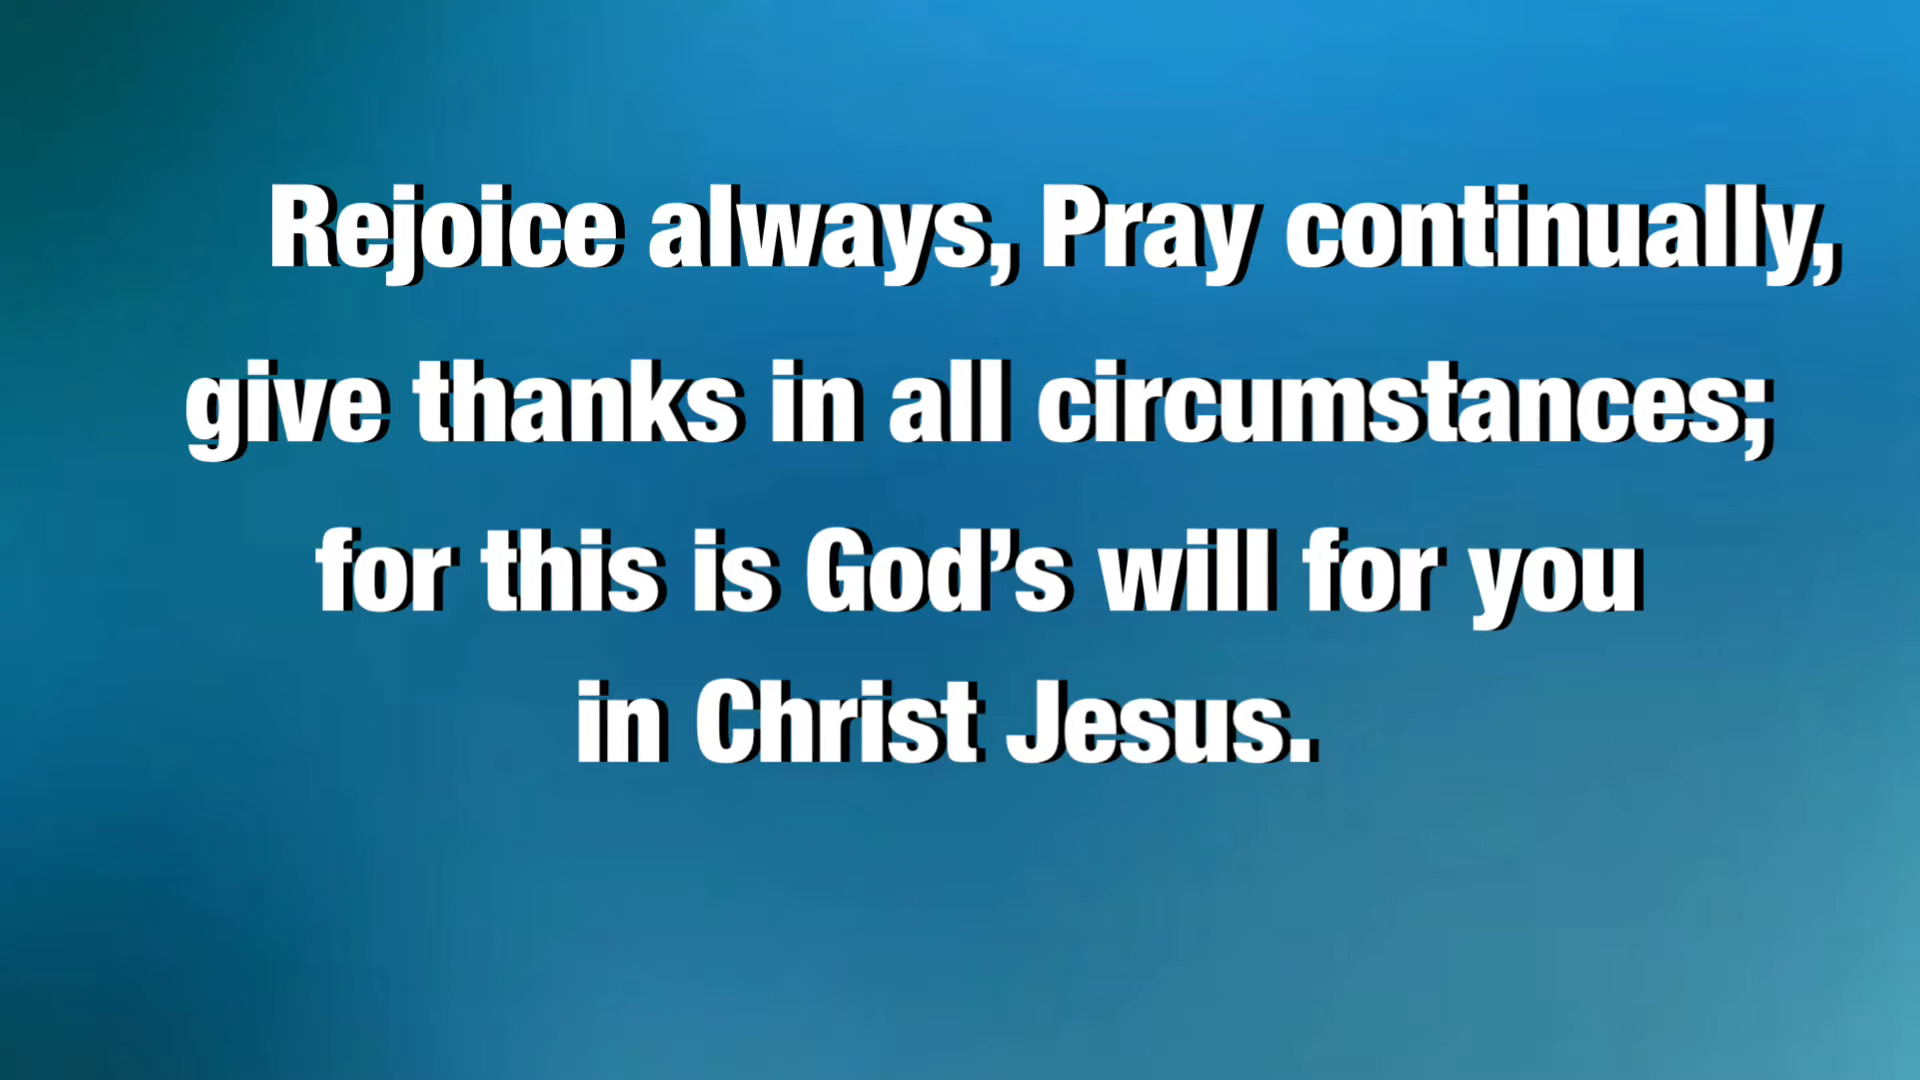 Rejoice always, Pray continually,
give thanks in all circumstances;
for this is God’s will for you
in Christ Jesus.